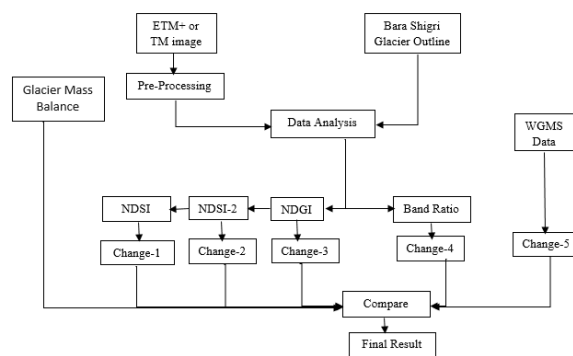 ETM+ or
TM image
Bara Shigri
Glacier Outline
Glacier Mass
Balance
Pre-Processing
Data Analysis
WGMS
Data
NDSI
NDSI-2
NDGI
Band Ratio
Change-1
Change-2
Change-3
Change-4
Change-5
Compare
Final Result